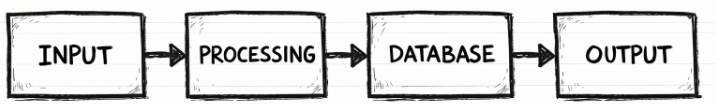 INPUT
PROCESSING
DATABASE
OUTPUT